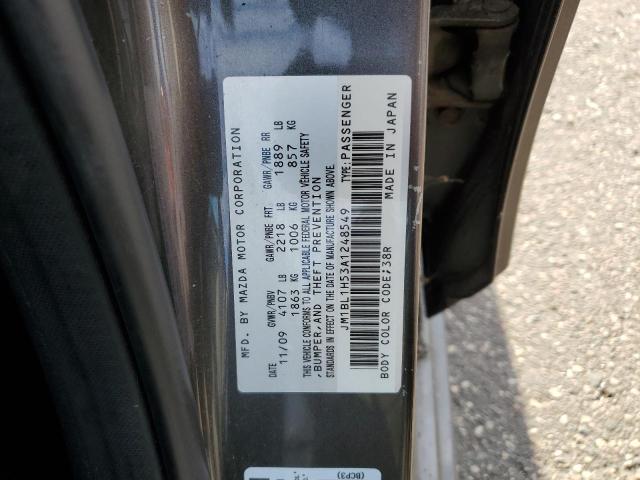 MFD. BY MAZDA MOTOR CORPORATION
DATE GVWR/PNBV GAWR/PNBE FRT. GAWR/PNBE RR
11/09 4107 LB 2218 LB 1889 LB
1863 KG 1006 KG 857 KG
THIS VEHICLE CONFORMS TO ALL APPLICABLE FEDERAL MOTOR VEHICLE SAFETY
,BUMPER,AND THEFT PREVENTION
STANDARDS IN EFFECT ON THE DATE OF MANUFACTURE SHOWN ABOVE.
JM1BL1H53A1248549 TYPE:PASSENGER
BODY COLOR CODE;38R MADE IN JAPAN
(BCP3)